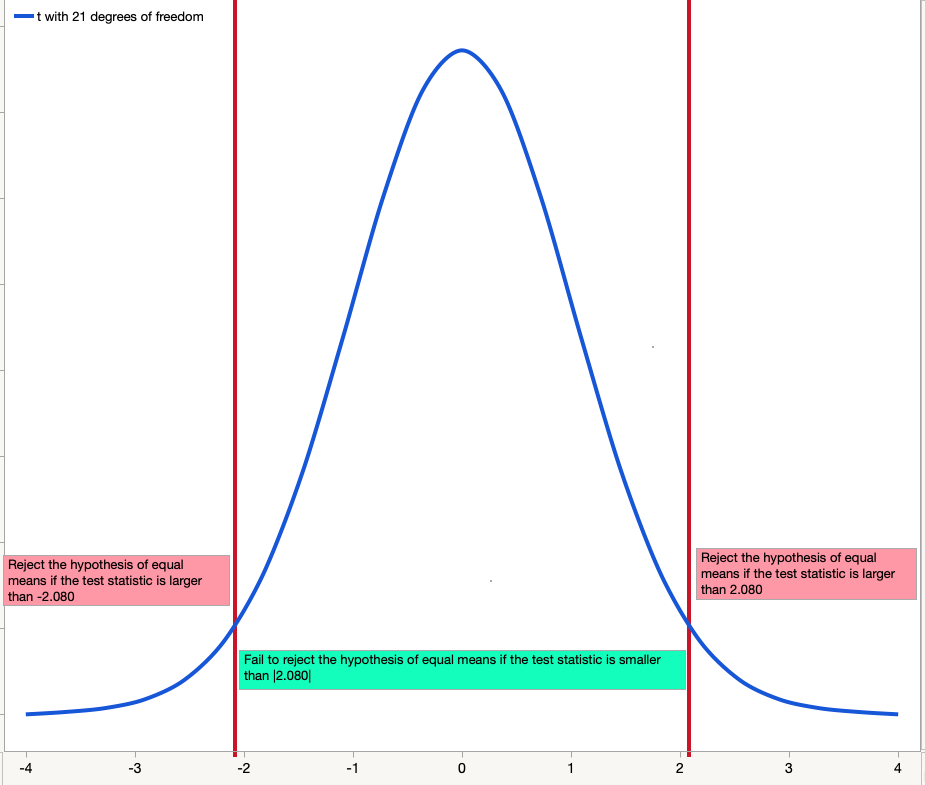 t with 21 degrees of freedom
Reject the hypothesis of equal
means if the test statistic is larger
than -2.080
Reject the hypothesis of equal
means if the test statistic is larger
than 2.080
Fail to reject the hypothesis of equal means if the test statistic is smaller
than |2.080|
-4 -3 -2 -1 0 1 2 3 4